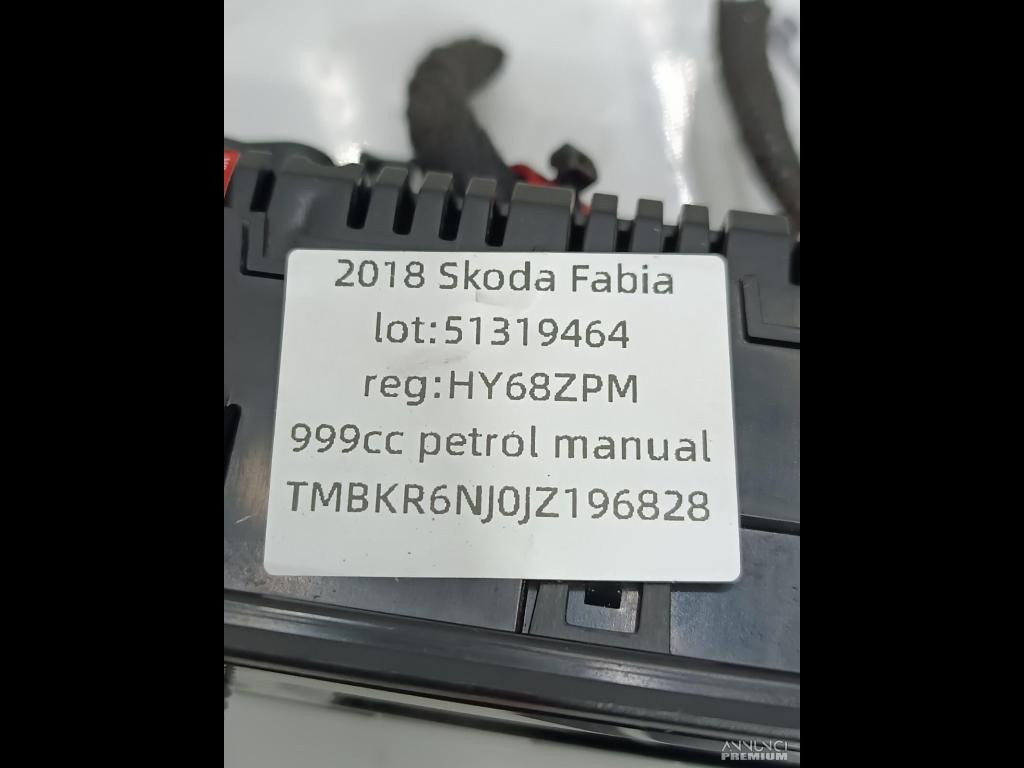 2018 Skoda Fabia
lot:51319464
reg:HY68ZPM
999cc petrol manual
TMBKR6NJ0JZ196828
ANNUNCI
PREMIUM